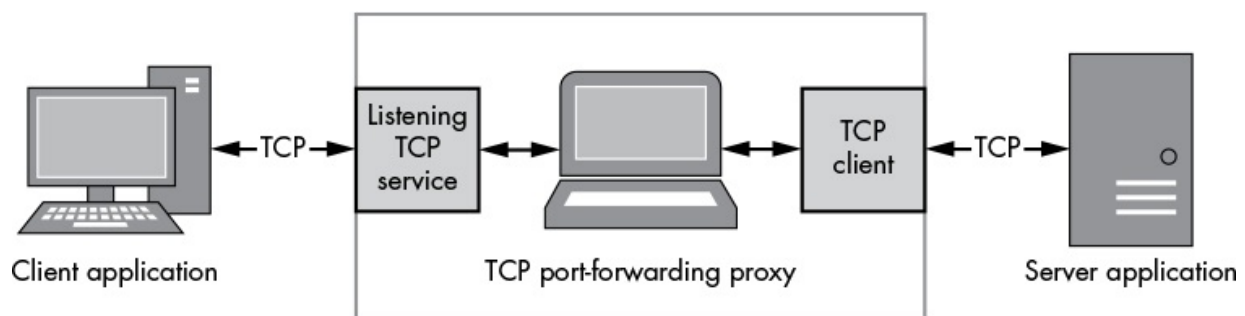 TCP
Listening
TCP
service
TCP
client
TCP
Client application
TCP port-forwarding proxy
Server application